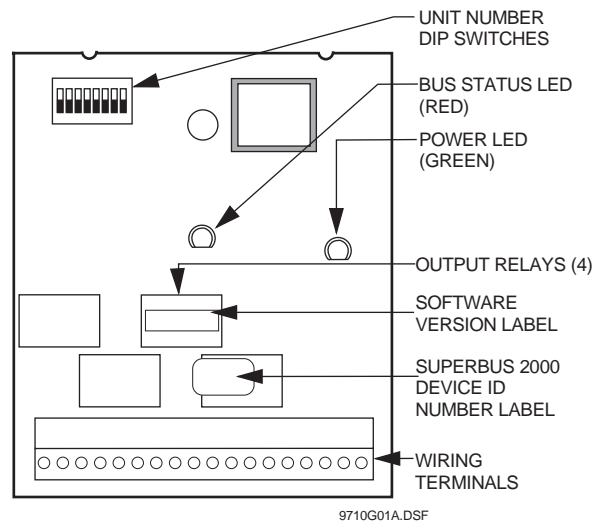 UNIT NUMBER
DIP SWITCHES
BUS STATUS LED
(RED)
POWER LED
(GREEN)
OUTPUT RELAYS (4)
SOFTWARE
VERSION LABEL
SUPERBUS 2000
DEVICE ID
NUMBER LABEL
WIRING
TERMINALS
9710G01A.DSF